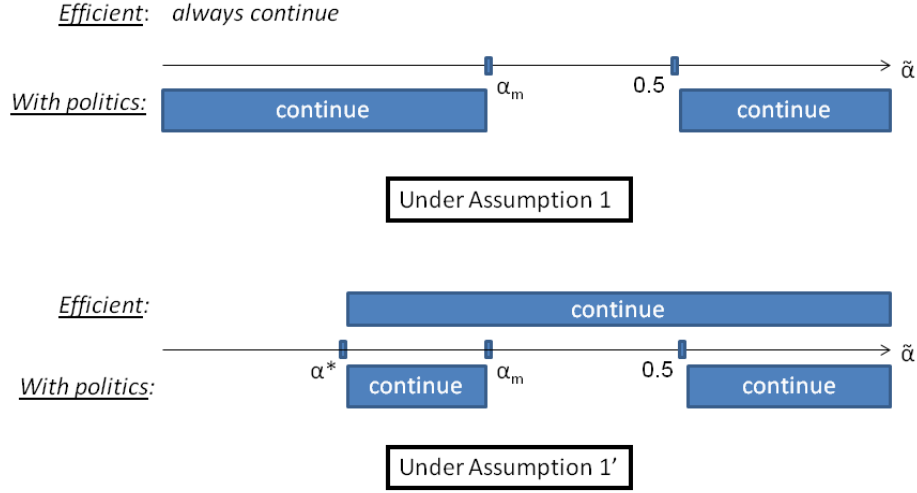 Efficient: always continue
α̃
αm
0.5
With politics:
continue
continue
Under Assumption 1
Efficient:
continue
α̃
α*
αm
0.5
With politics:
continue
continue
Under Assumption 1’